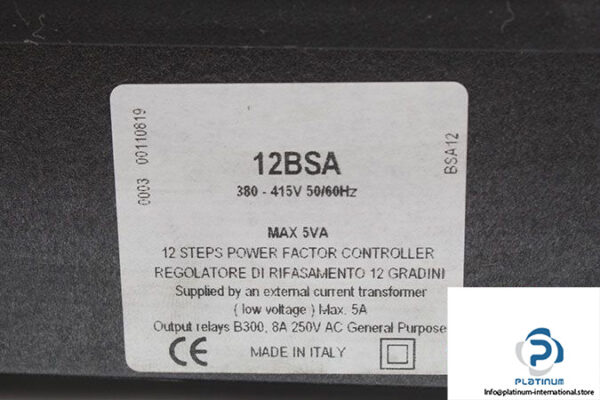 0003 00110819
12BSA
BSA12
380 - 415V 50/60Hz
MAX 5VA
12 STEPS POWER FACTOR CONTROLLER
REGOLATORE DI RIFASAMENTO 12 GRADINI
Supplied by an external current transformer
( low voltage ) Max. 5A
Output relays B300, 8A 250V AC General Purpose
CE MADE IN ITALY
PLATINUM
Info@platinum-international.store